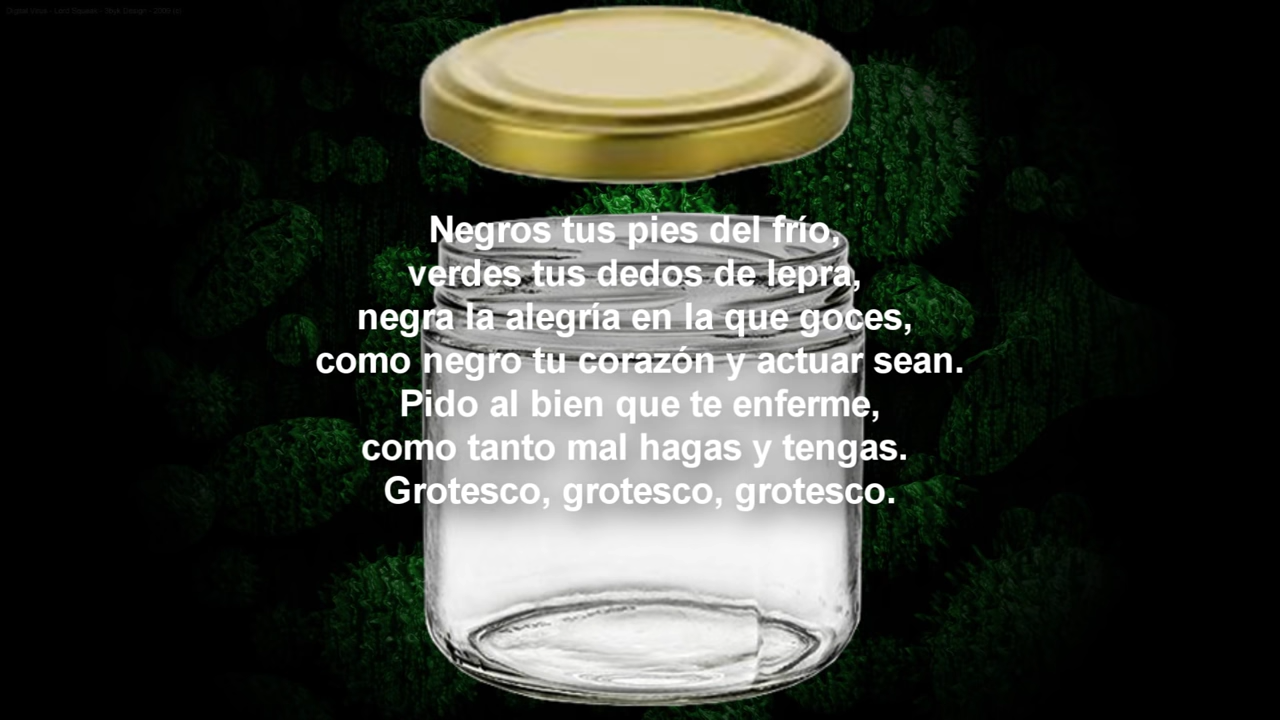 Negros tus pies del frío,
verdes tus dedos de lepra,
negra la alegría en la que goces,
como negro tu corazón y actuar sean.
Pido al bien que te enferme,
como tanto mal hagas y tengas.
Grotesco, grotesco, grotesco.